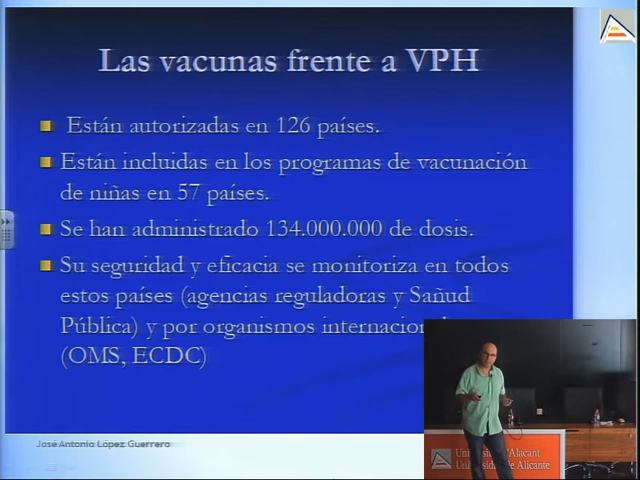 Las vacunas frente a VPH
Están autorizadas en 126 países.
Están incluidas en los programas de vacunación
de niñas en 57 países.
Se han administrado 134.000.000 de dosis.
Su seguridad y eficacia se monitoriza en todos
estos países (agencias reguladoras y Sañud
Pública) y por organismos
(OMS, ECDC)
José Antonio López Guerrero
Universitat d'Alacant
Universidad de Alicante